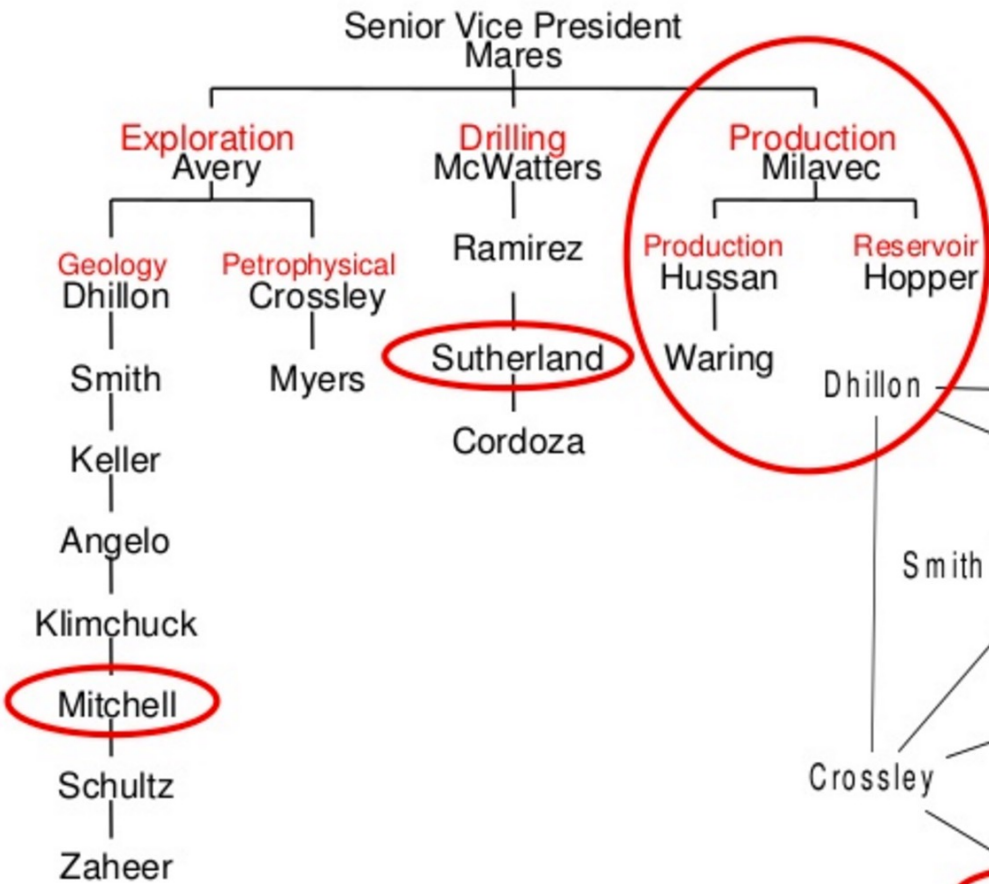 Senior Vice President
Mares
Exploration
Avery
Drilling
McWatters
Production
Milavec
Geology
Dhillon
Petrophysical
Crossley
Ramirez
Production
Hussan
Reservoir
Hopper
Smith
Myers
Sutherland
Waring
Dhillon
Keller
Cordoza
Angelo
Smith
Klimchuck
Mitchell
Schultz
Crossley
Zaheer